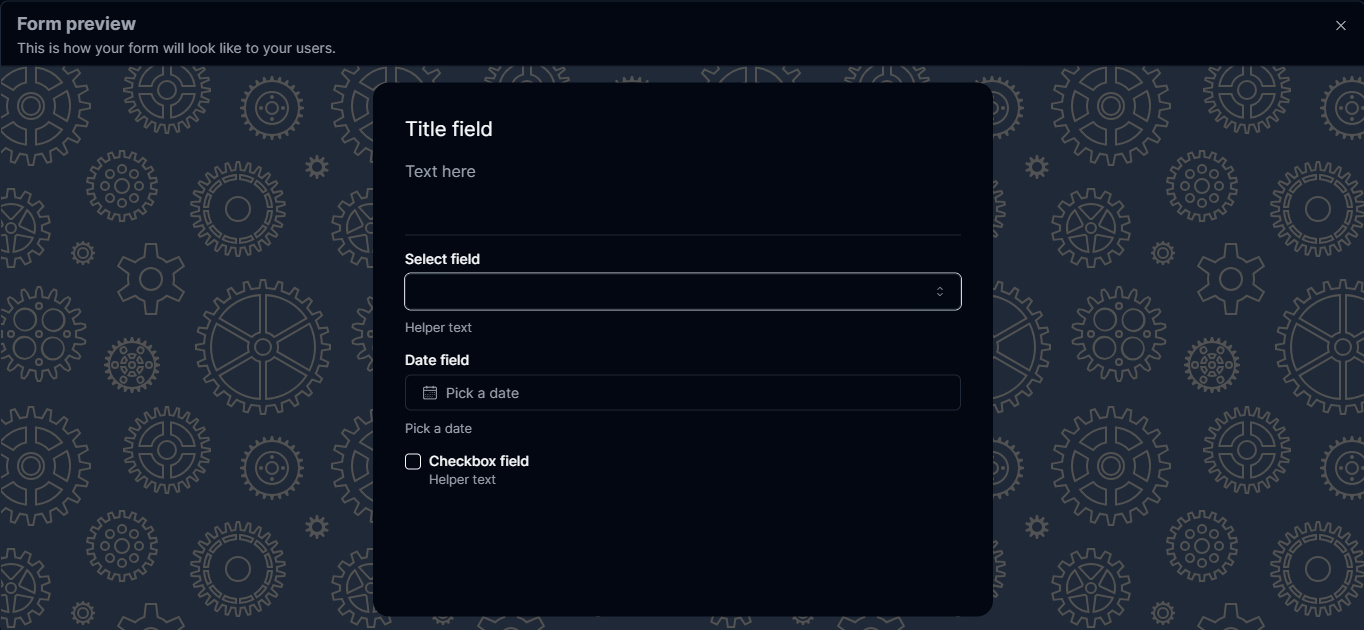 Form preview
This is how your form will look like to your users.
Title field
Text here
Select field
Helper text
Date field
Pick a date
Pick a date
Checkbox field
Helper text